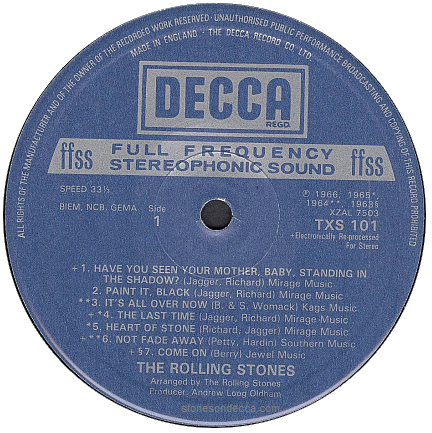 ALL RIGHTS OF THE MANUFACTURER AND OF THE OWNER OF THE RECORDED WORK RESERVED · UNAUTHORISED PUBLIC PERFORMANCE BROADCASTING AND COPYING OF THIS RECORD PROHIBITED
MADE IN ENGLAND · THE DECCA RECORD CO LTD.
DECCA
REGD.
ffss FULL FREQUENCY ffss
STEREOPHONIC SOUND
SPEED 33⅓
℗ 1966, 1965*
1964**, 1963§
XZAL 7503
BIEM, NCB, GEMA. Side
1
TXS 101
+Electronically Re-processed
For Stereo
+ 1. HAVE YOU SEEN YOUR MOTHER, BABY, STANDING IN
THE SHADOW? (Jagger, Richard) Mirage Music
2. PAINT IT, BLACK (Jagger, Richard) Mirage Music
**3. IT'S ALL OVER NOW (B. & S. Womack) Kags Music
+*4. THE LAST TIME (Jagger, Richard) Mirage Music
*5. HEART OF STONE (Richard, Jagger) Mirage Music
+**6. NOT FADE AWAY (Petty, Hardin) Southern Music
+§7. COME ON (Berry) Jewel Music
THE ROLLING STONES
Arranged by The Rolling Stones
Producer: Andrew Loog Oldham
stonesondecca.com